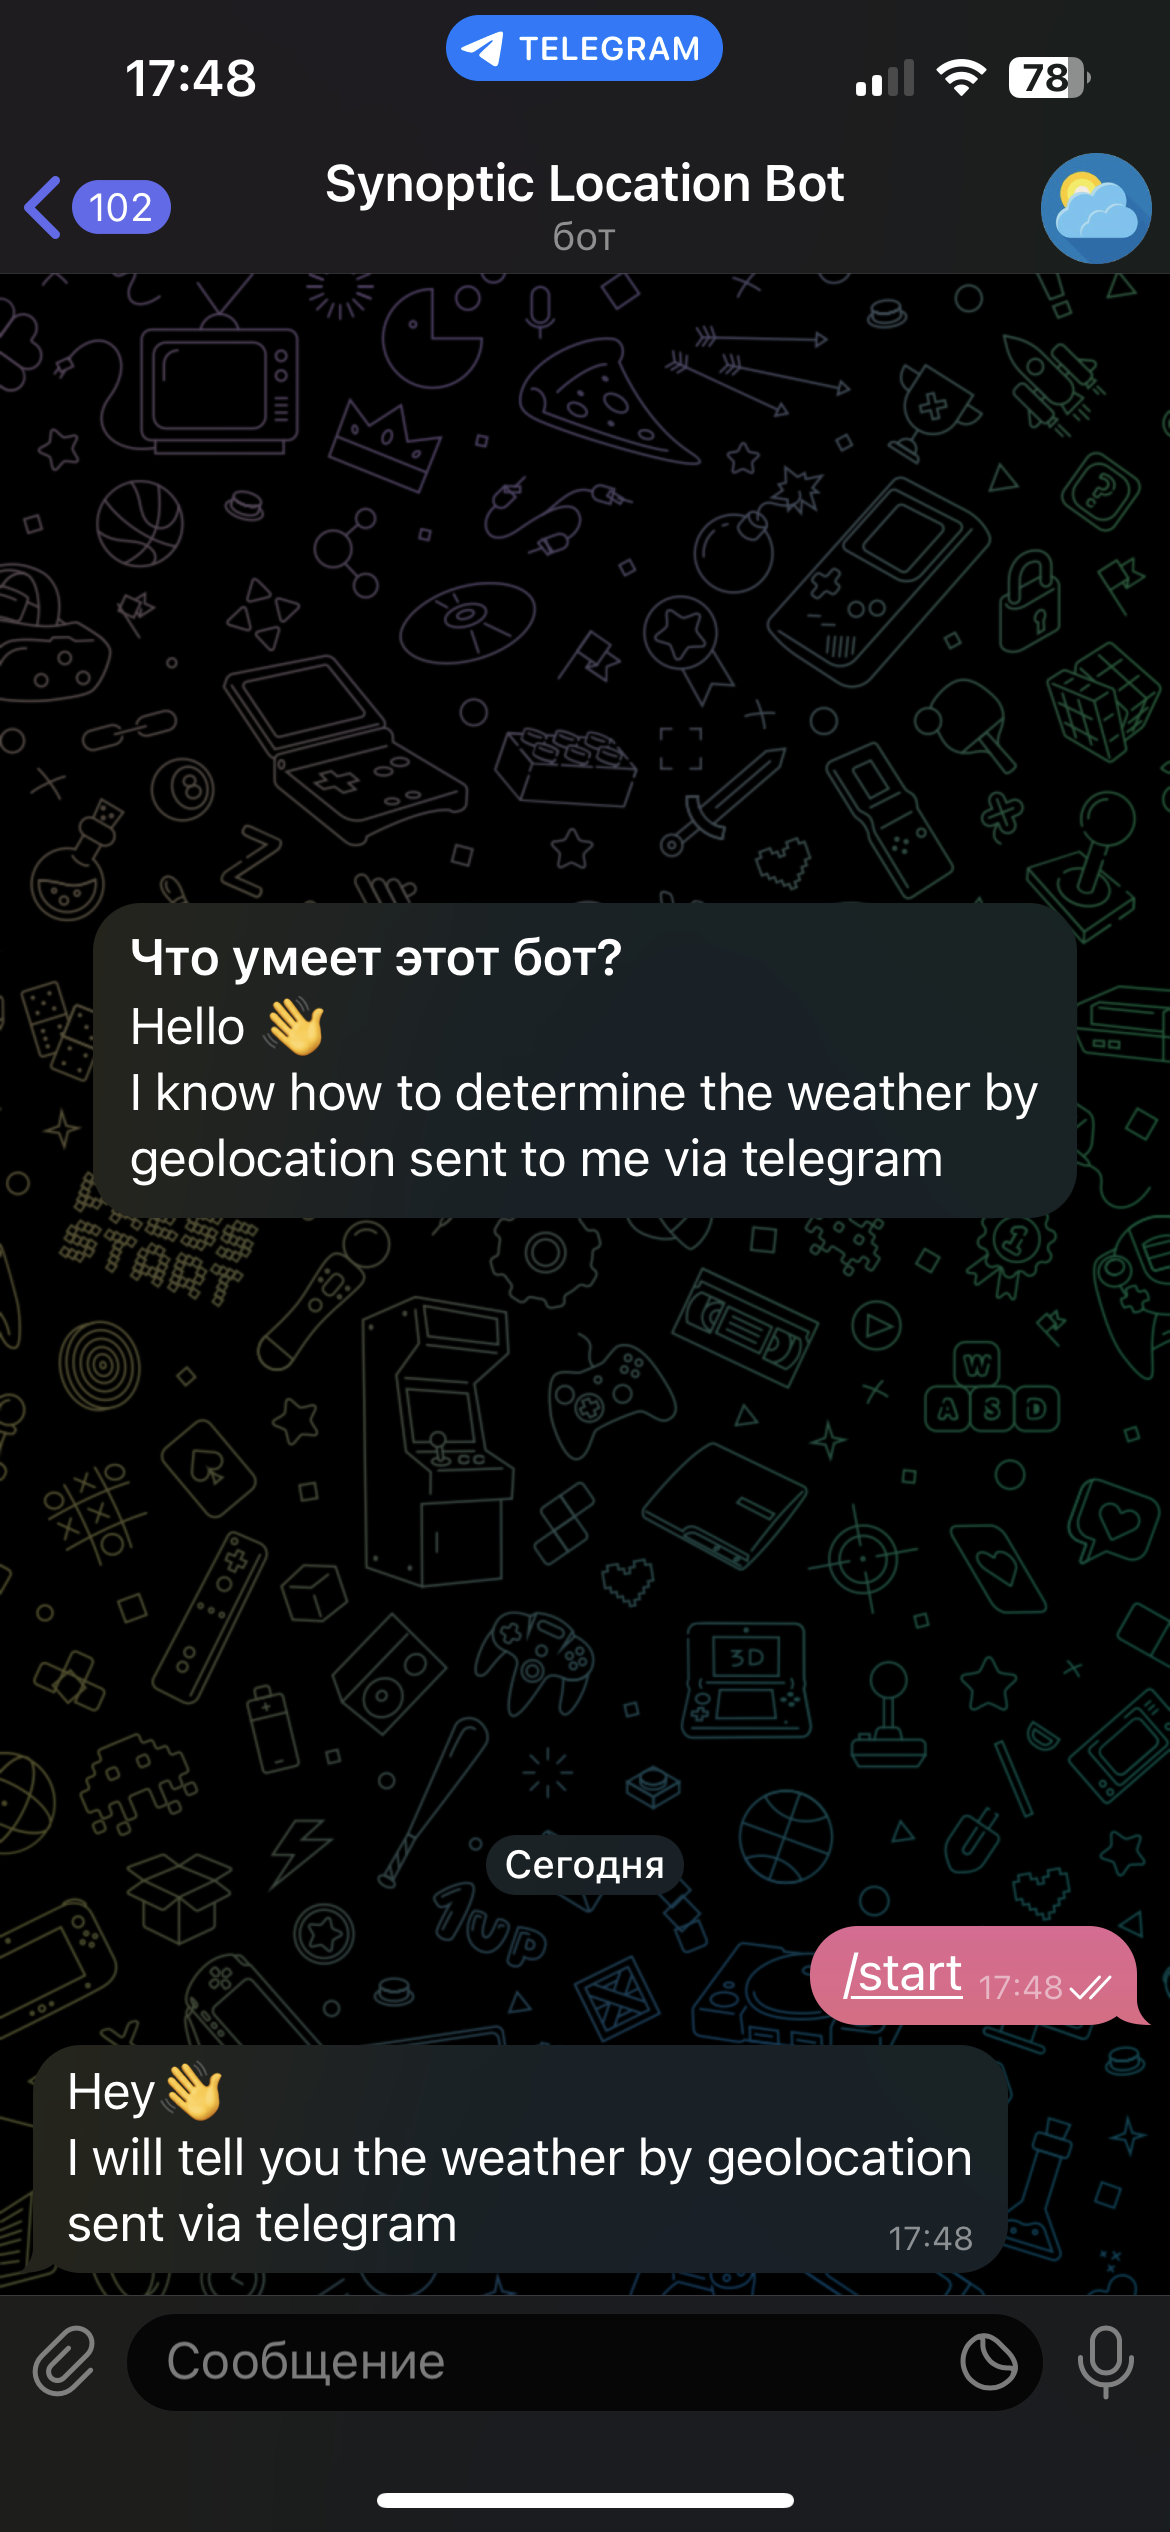 17:48
TELEGRAM
78
102
Synoptic Location Bot
бот
Что умеет этот бот?
Hello 👋
I know how to determine the weather by
geolocation sent to me via telegram
W
A S D
3D
1UP
Сегодня
/start 17:48
Hey👋
I will tell you the weather by geolocation
sent via telegram
17:48
Сообщение